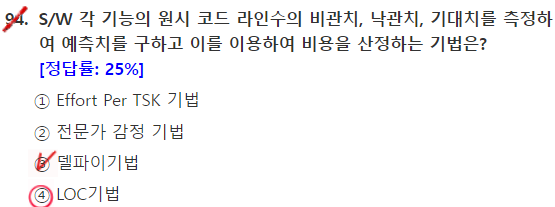 94. S/W 각 기능의 원시 코드 라인수의 비관치, 낙관치, 기대치를 측정하
여 예측치를 구하고 이를 이용하여 비용을 산정하는 기법은?
[정답률: 25%]
① Effort Per TSK 기법
② 전문가 감정 기법
③ 델파이기법
④ LOC기법